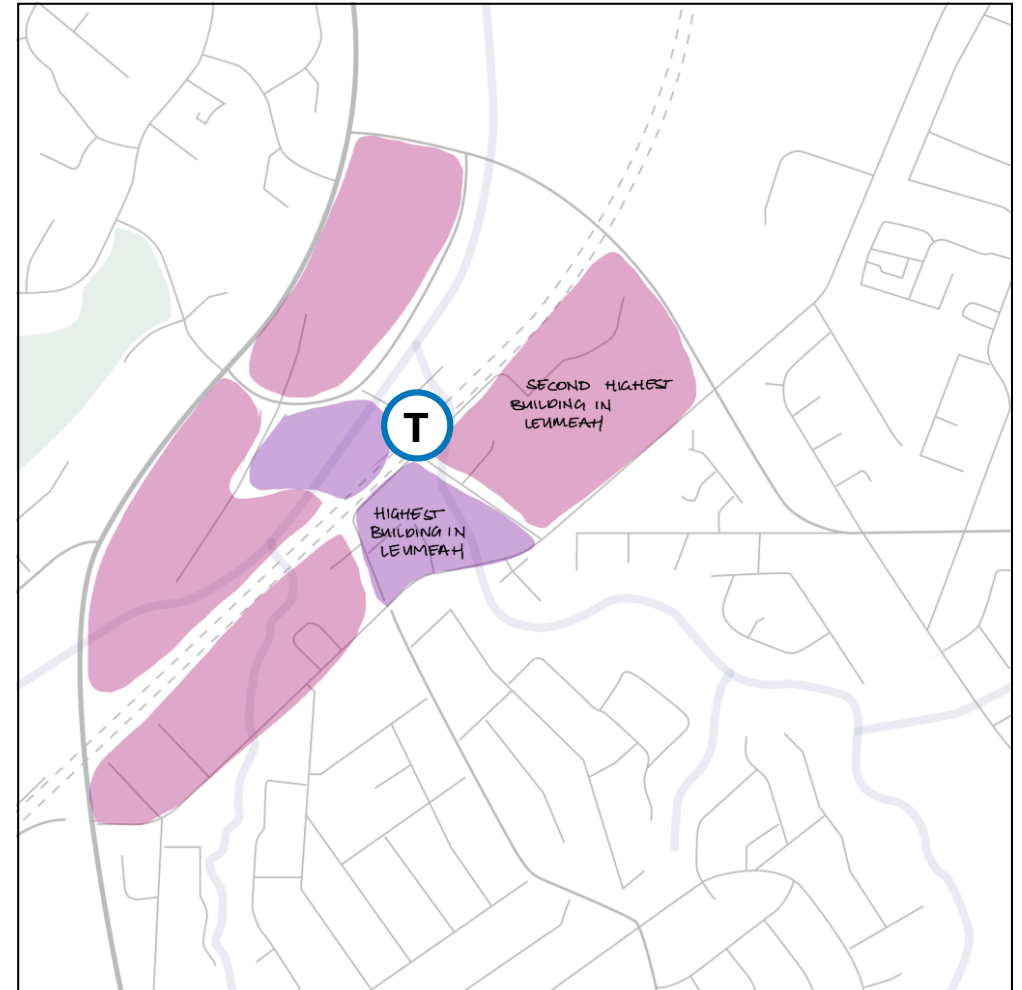 SECOND HIGHEST
BUILDING IN
LEUMEAH
T
HIGHEST
BUILDING IN
LEUMEAH